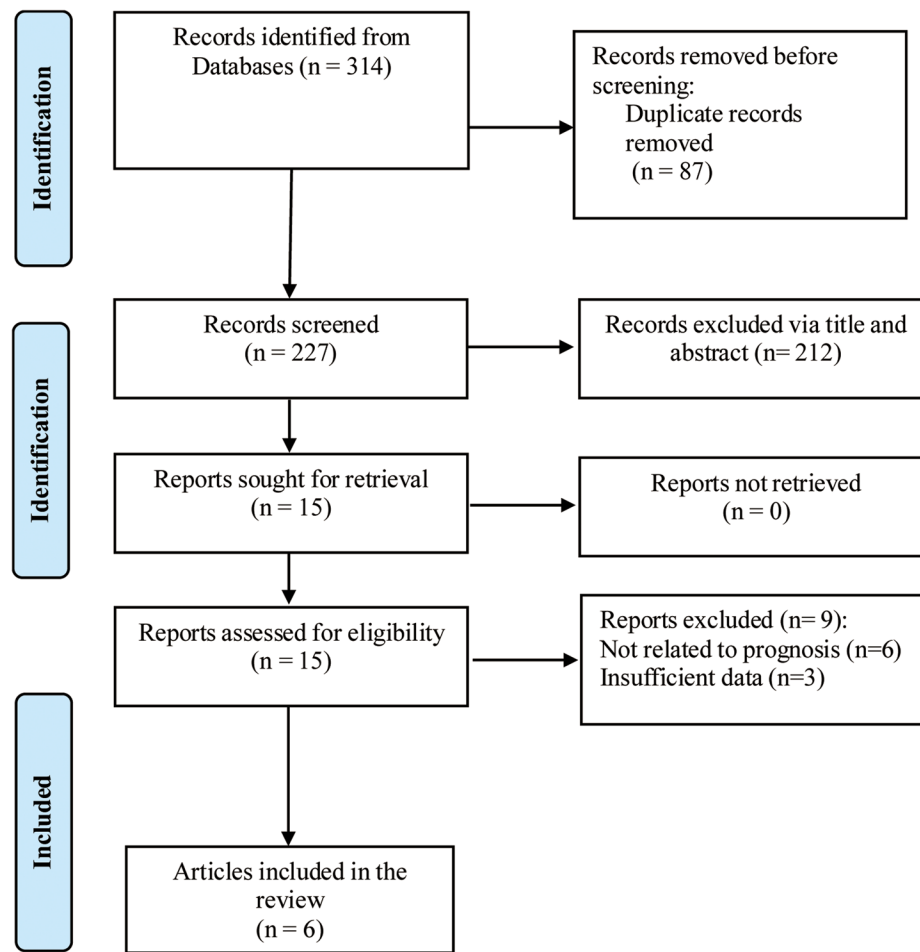 Identification
Records identified from
Databases (n = 314)
Records removed before
screening:
Duplicate records
removed
(n = 87)
Identification
Records screened
(n = 227)
Records excluded via title and
abstract (n= 212)
Reports sought for retrieval
(n = 15)
Reports not retrieved
(n = 0)
Reports assessed for eligibility
(n = 15)
Reports excluded (n= 9):
Not related to prognosis (n=6)
Insufficient data (n=3)
Included
Articles included in the
review
(n = 6)